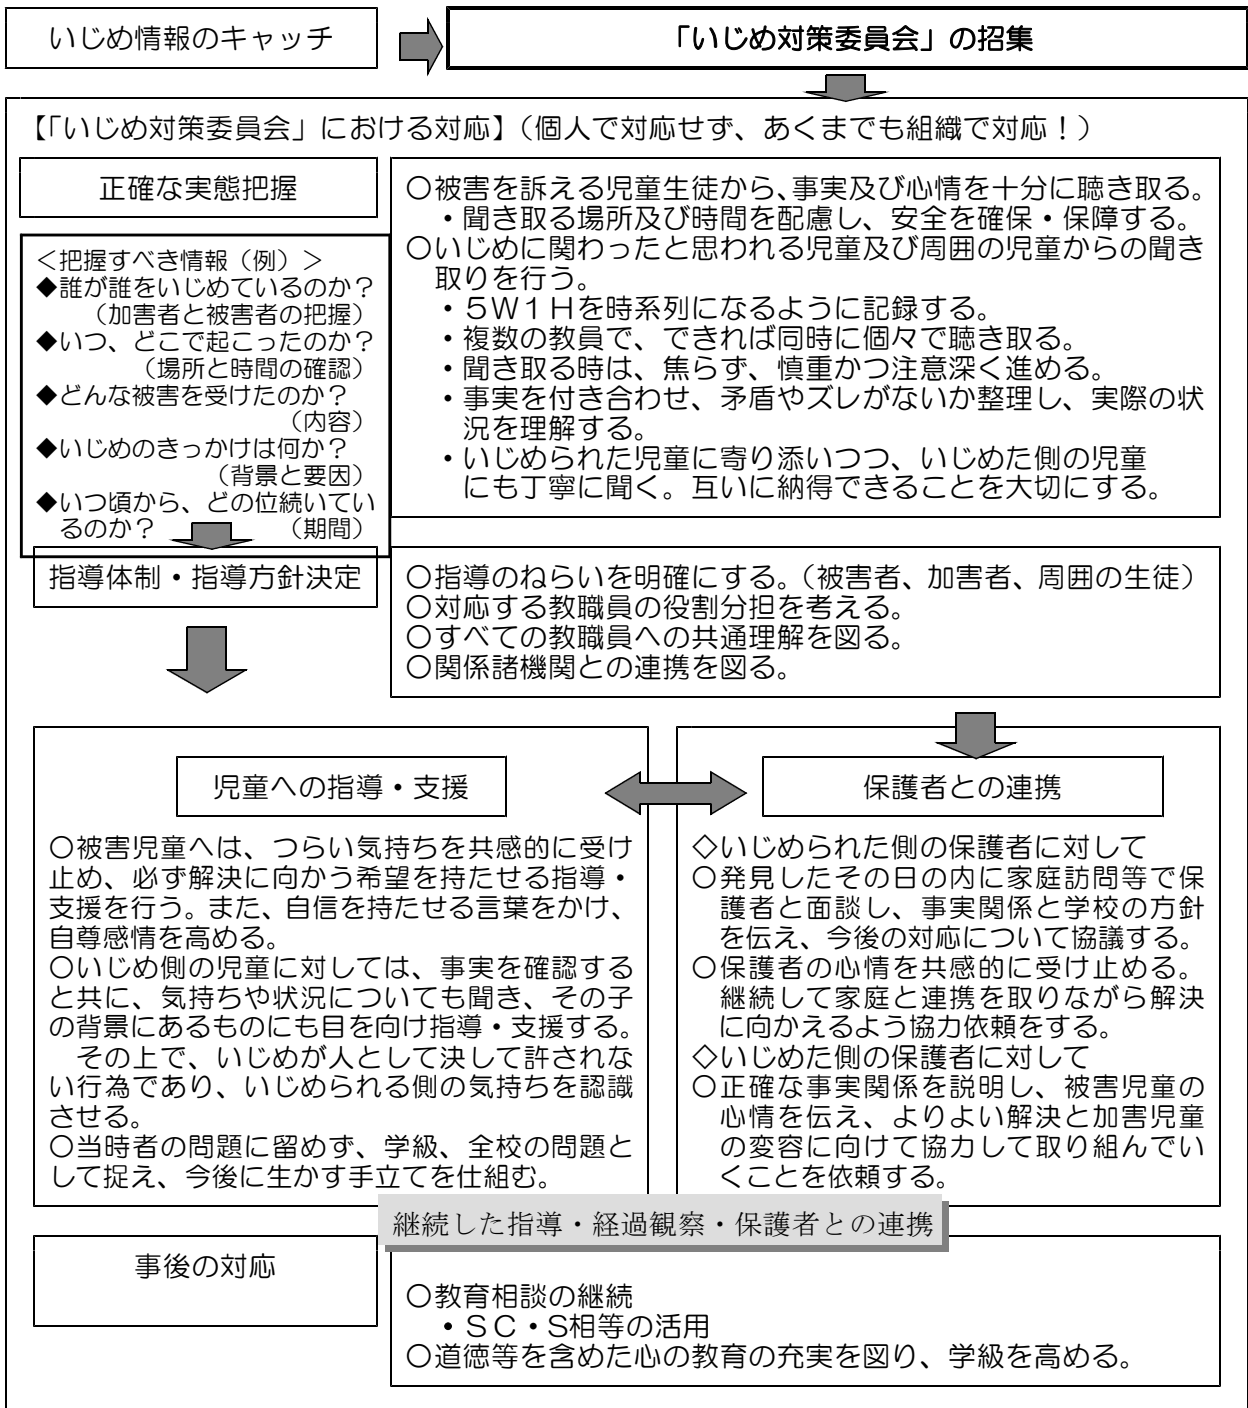 いじめ情報のキャッチ
「いじめ対策委員会」の招集
【「いじめ対策委員会」における対応】（個人で対応せず、あくまでも組織で対応！）
正確な実態把握
＜把握すべき情報（例）＞
◆誰が誰をいじめているのか？
（加害者と被害者の把握）
◆いつ、どこで起こったのか？
（場所と時間の確認）
◆どんな被害を受けたのか？
（内容）
◆いじめのきっかけは何か？
（背景と要因）
◆いつ頃から、どの位続いてい
るのか？　（期間）
〇被害を訴える児童生徒から、事実及び心情を十分に聴き取る。
・聞き取る場所及び時間を配慮し、安全を確保・保障する。
〇いじめに関わったと思われる児童及び周囲の児童からの聞き
取りを行う。
・５Ｗ１Ｈを時系列になるように記録する。
・複数の教員で、できれば同時に個々で聴き取る。
・聞き取る時は、焦らず、慎重かつ注意深く進める。
・事実を付き合わせ、矛盾やズレがないか整理し、実際の状
況を理解する。
・いじめられた児童に寄り添いつつ、いじめた側の児童
にも丁寧に聞く。互いに納得できることを大切にする。
指導体制・指導方針決定
〇指導のねらいを明確にする。（被害者、加害者、周囲の生徒）
〇対応する教職員の役割分担を考える。
〇すべての教職員への共通理解を図る。
〇関係諸機関との連携を図る。
児童への指導・支援
〇被害児童へは、つらい気持ちを共感的に受け
止め、必ず解決に向かう希望を持たせる指導・
支援を行う。また、自信を持たせる言葉をかけ、
自尊感情を高める。
〇いじめ側の児童に対しては、事実を確認する
と共に、気持ちや状況についても聞き、その子
の背景にあるものにも目を向け指導・支援する。
その上で、いじめが人として決して許されな
い行為であり、いじめられる側の気持ちを認識
させる。
〇当時者の問題に留めず、学級、全校の問題と
して捉え、今後に生かす手立てを仕組む。
保護者との連携
◇いじめられた側の保護者に対して
〇発見したその日の内に家庭訪問等で保
護者と面談し、事実関係と学校の方針
を伝え、今後の対応について協議する。
〇保護者の心情を共感的に受け止める。
継続して家庭と連携を取りながら解決
に向かえるよう協力依頼をする。
◇いじめた側の保護者に対して
〇正確な事実関係を説明し、被害児童の
心情を伝え、よりよい解決と加害児童
の変容に向けて協力して取り組んでい
くことを依頼する。
継続した指導・経過観察・保護者との連携
事後の対応
〇教育相談の継続
・ＳＣ・S相等の活用
〇道徳等を含めた心の教育の充実を図り、学級を高める。